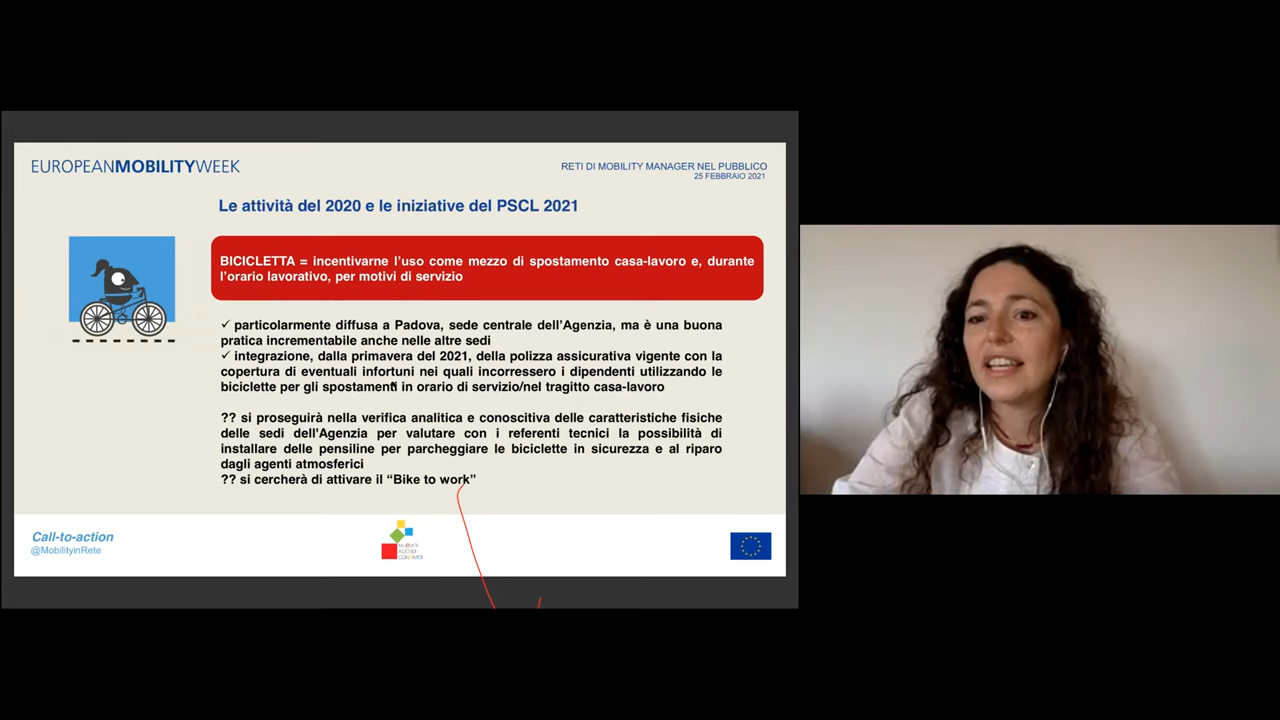 EUROPEANMOBILITYWEEK
RETI DI MOBILITY MANAGER NEL PUBBLICO
25 FEBBRAIO 2021
Le attività del 2020 e le iniziative del PSCL 2021
BICICLETTA = incentivarne l’uso come mezzo di spostamento casa-lavoro e, durante
l’orario lavorativo, per motivi di servizio
✓ particolarmente diffusa a Padova, sede centrale dell’Agenzia, ma è una buona
pratica incrementabile anche nelle altre sedi
✓ integrazione, dalla primavera del 2021, della polizza assicurativa vigente con la
copertura di eventuali infortuni nei quali incorressero i dipendenti utilizzando le
biciclette per gli spostamenti in orario di servizio/nel tragitto casa-lavoro
?? si proseguirà nella verifica analitica e conoscitiva delle caratteristiche fisiche
delle sedi dell'Agenzia per valutare con i referenti tecnici la possibilità di
installare delle pensiline per parcheggiare le biciclette in sicurezza e al riparo
dagli agenti atmosferici
?? si cercherà di attivare il “Bike to work”
Call-to-action
@MobilityinRete